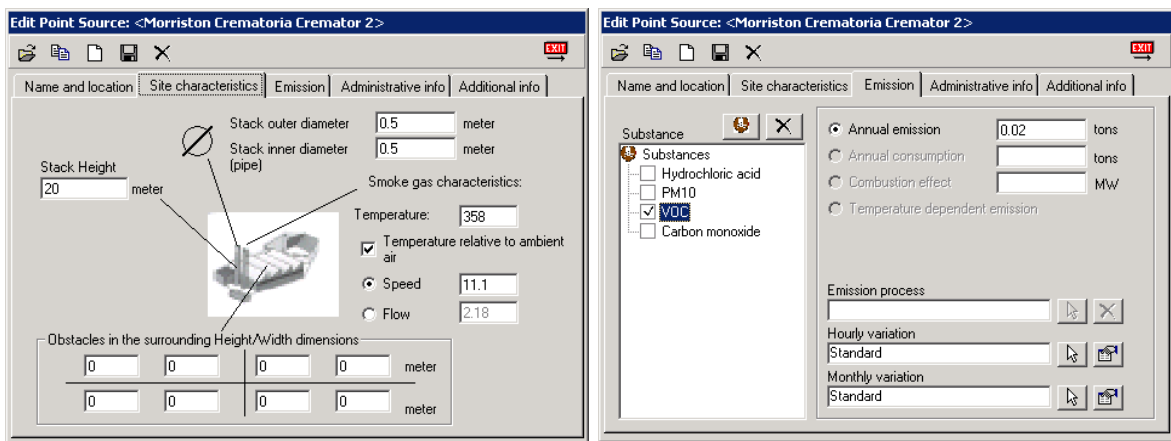 Edit Point Source: <Morriston Crematoria Cremator 2>
EXIT
Name and location Site characteristics Emission Administrative info Additional info
Stack outer diameter 0.5 meter
Stack inner diameter 0.5 meter
(pipe)
Stack Height
20 meter
Smoke gas characteristics:
Temperature: 358
Temperature relative to ambient
air
Speed 11.1
Flow 2.18
Obstacles in the surrounding Height/Width dimensions
0 0 0 0 meter
0 0 0 0 meter
Edit Point Source: <Morriston Crematoria Cremator 2>
EXIT
Name and location Site characteristics Emission Administrative info Additional info
Substance
Substances
Hydrochloric acid
PM10
VOC
Carbon monoxide
Annual emission 0.02 tons
Annual consumption tons
Combustion effect MW
Temperature dependent emission
Emission process
Hourly variation
Standard
Monthly variation
Standard